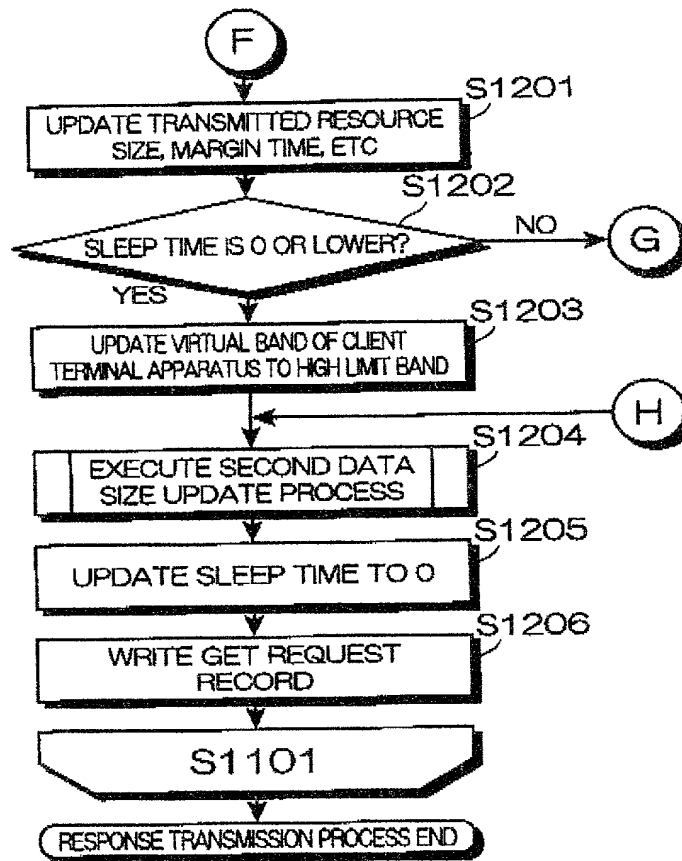 F
S1201
UPDATE TRANSMITTED RESOURCE
SIZE, MARGIN TIME, ETC
S1202
SLEEP TIME IS 0 OR LOWER?
NO
G
YES
S1203
UPDATE VIRTUAL BAND OF CLIENT
TERMINAL APPARATUS TO HIGH LIMIT BAND
H
S1204
EXECUTE SECOND DATA
SIZE UPDATE PROCESS
S1205
UPDATE SLEEP TIME TO 0
S1206
WRITE GET REQUEST
RECORD
S1101
RESPONSE TRANSMISSION PROCESS END